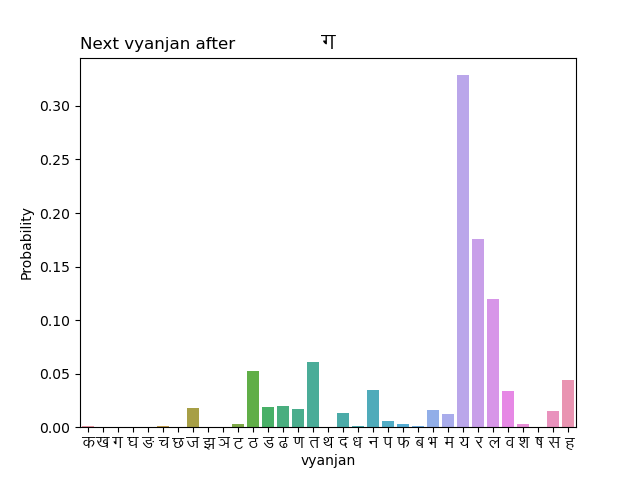 Next vyanjan after ग
Probability
0.30
0.25
0.20
0.15
0.10
0.05
0.00
क ख ग घ ङ च छ ज झ ञ ट ठ ड ढ ण त थ द ध न प फ ब भ म य र ल व श ष स ह
vyanjan